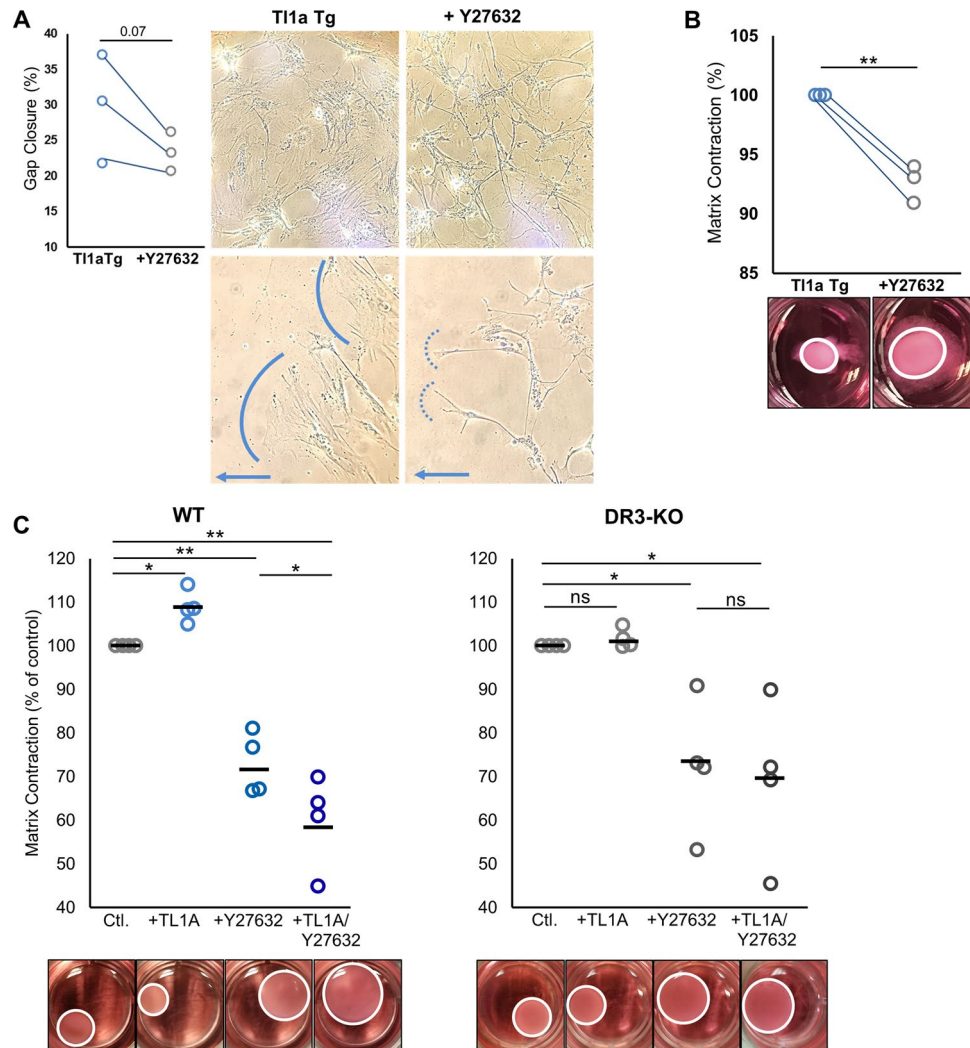 A
Tl1a Tg
+ Y27632
0.07
Gap Closure (%)
40
35
30
25
20
15
10
Tl1aTg
+Y27632
B
Matrix Contraction (%)
105
100
95
90
85
**
Tl1a Tg
+Y27632
C
WT
Matrix Contraction (% of control)
120
110
100
90
80
70
60
50
40
**
**
*
*
Ctl.
+TL1A
+Y27632
+TL1A/
Y27632
DR3-KO
120
110
100
90
80
70
60
50
40
*
*
ns
ns
Ctl.
+TL1A
+Y27632
+TL1A/
Y27632